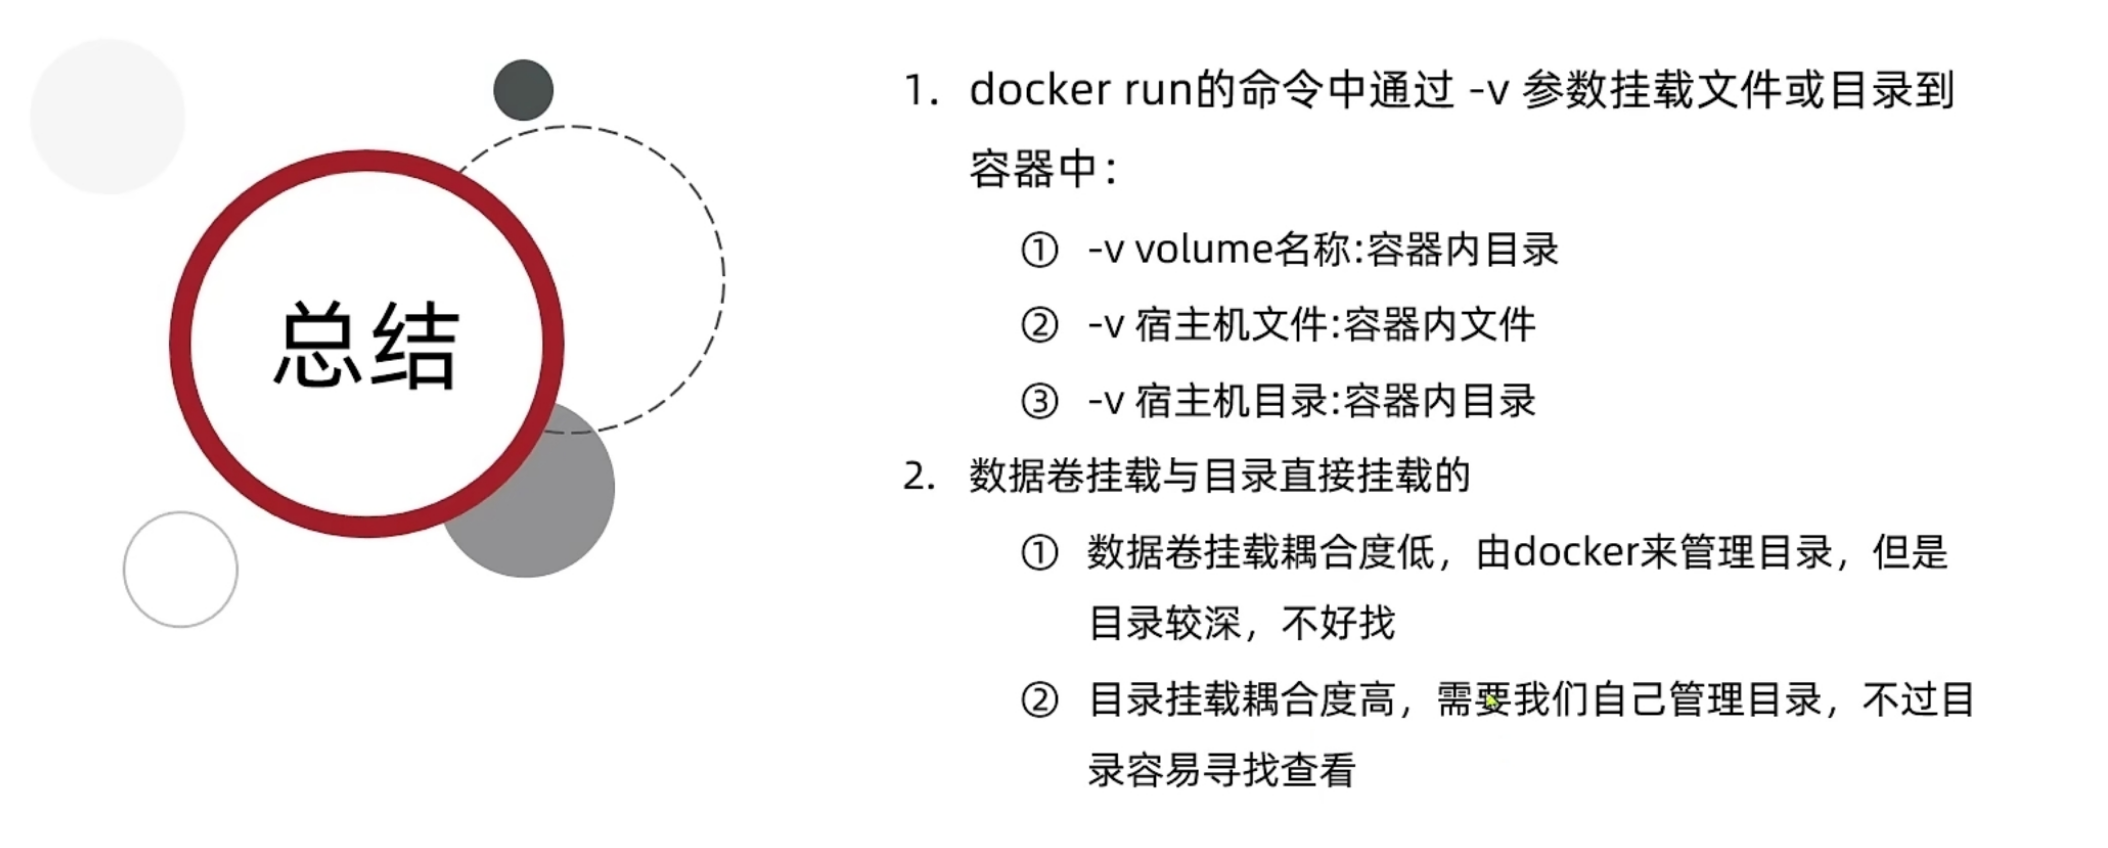 总结
1. docker run的命令中通过 -v 参数挂载文件或目录到
容器中：
① -v volume名称:容器内目录
② -v 宿主机文件:容器内文件
③ -v 宿主机目录:容器内目录
2. 数据卷挂载与目录直接挂载的
① 数据卷挂载耦合度低，由docker来管理目录，但是
目录较深，不好找
② 目录挂载耦合度高，需要我们自己管理目录，不过目
录容易寻找查看